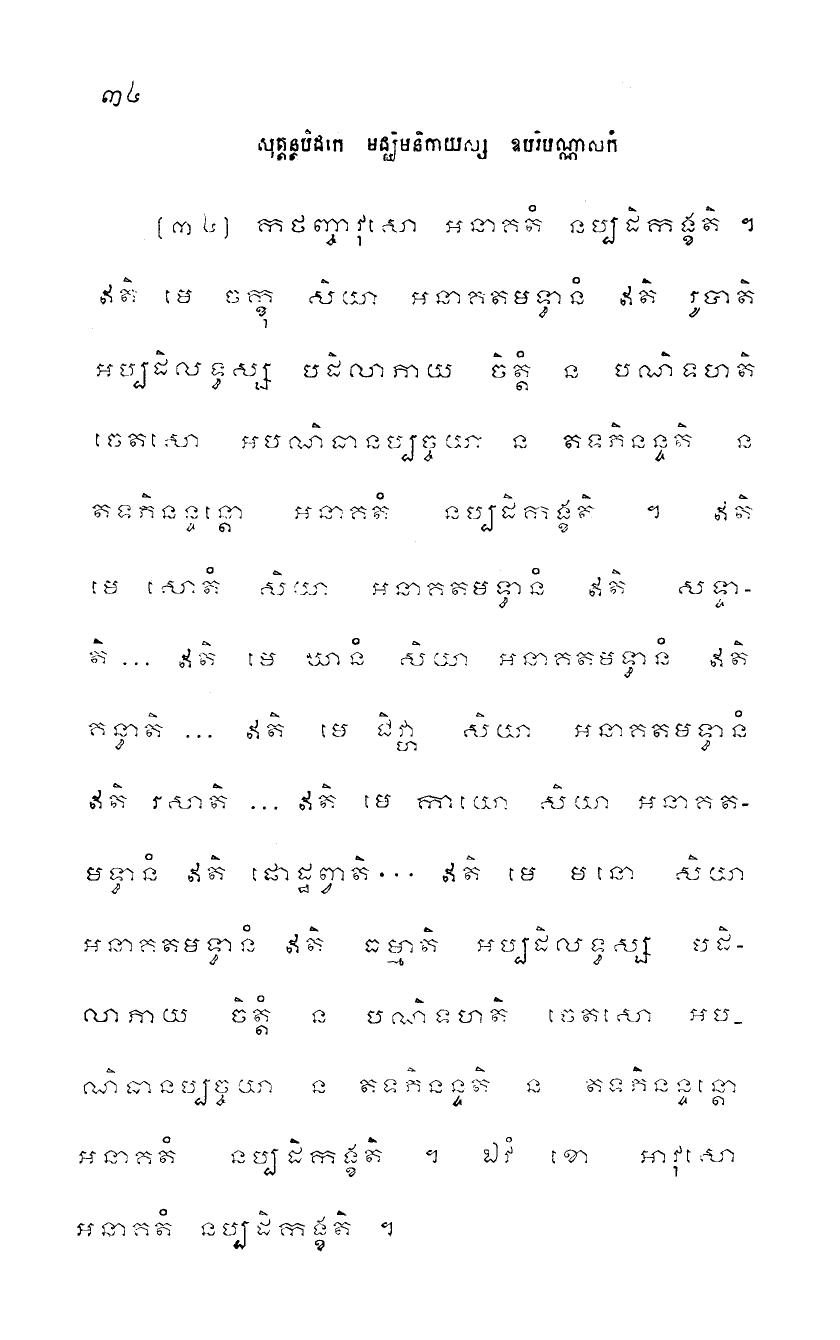 ៣៤
សុត្តន្តបិដកេ មជ្ឈិមនិកាយស្ស ឧបរិបណ្ណាសកំ
[៣៤] កថញ្ចាវុសោ អនាគតំ នប្បដិកង្ខតិ ។
ឥតិ មេ ចក្ខុ សិយា អនាគតមទ្ធានំ ឥតិ រូបាតិ
អប្បដិលទ្ធស្ស បដិលាភាយ ចិត្តំ ន បណិទហតិ
ចេតសោ អបណិធានប្បច្ចយា ន តទភិនន្ទតិ ន
តទភិនន្ទន្តោ អនាគតំ នប្បដិកង្ខតិ ។ ឥតិ
មេ សោតំ សិយា អនាគតមទ្ធានំ ឥតិ សទ្ទា-
តិ ... ឥតិ មេ ឃានំ សិយា អនាគតមទ្ធានំ ឥតិ
គន្ធាតិ ... ឥតិ មេ ជិវ្ហា សិយា អនាគតមទ្ធានំ
ឥតិ រសាតិ ... ឥតិ មេ កាយោ សិយា អនាគត-
មទ្ធានំ ឥតិ ផោដ្ឋព្វាតិ... ឥតិ មេ មនោ សិយា
អនាគតមទ្ធានំ ឥតិ ធម្មាតិ អប្បដិលទ្ធស្ស បដិ-
លាភាយ ចិត្តំ ន បណិទហតិ ចេតសោ អប-
ណិធានប្បច្ចយា ន តទភិនន្ទតិ ន តទភិនន្ទន្តោ
អនាគតំ នប្បដិកង្ខតិ ។ ឯវំ ខោ អាវុសោ
អនាគតំ នប្បដិកង្ខតិ ។